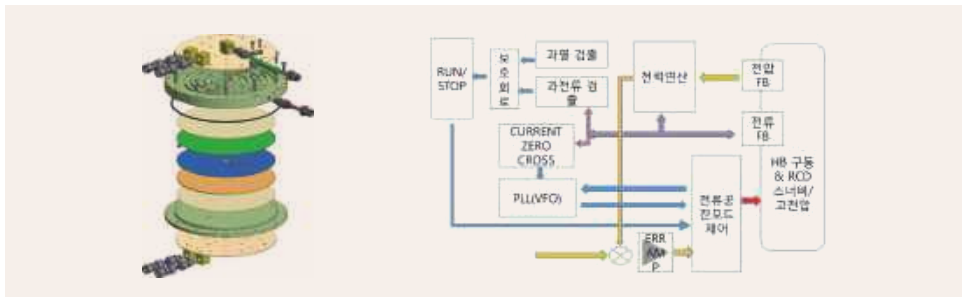 RUN/
STOP
보호회로
과열 검출
과전류 검
출
전력연산
전압
FB
전류
FB
CURRENT
ZERO
CROSS
PLL(VFO)
전류공
진모드
제어
HB 구동
& RCD
스너버/
고전압
ERR
AM
P